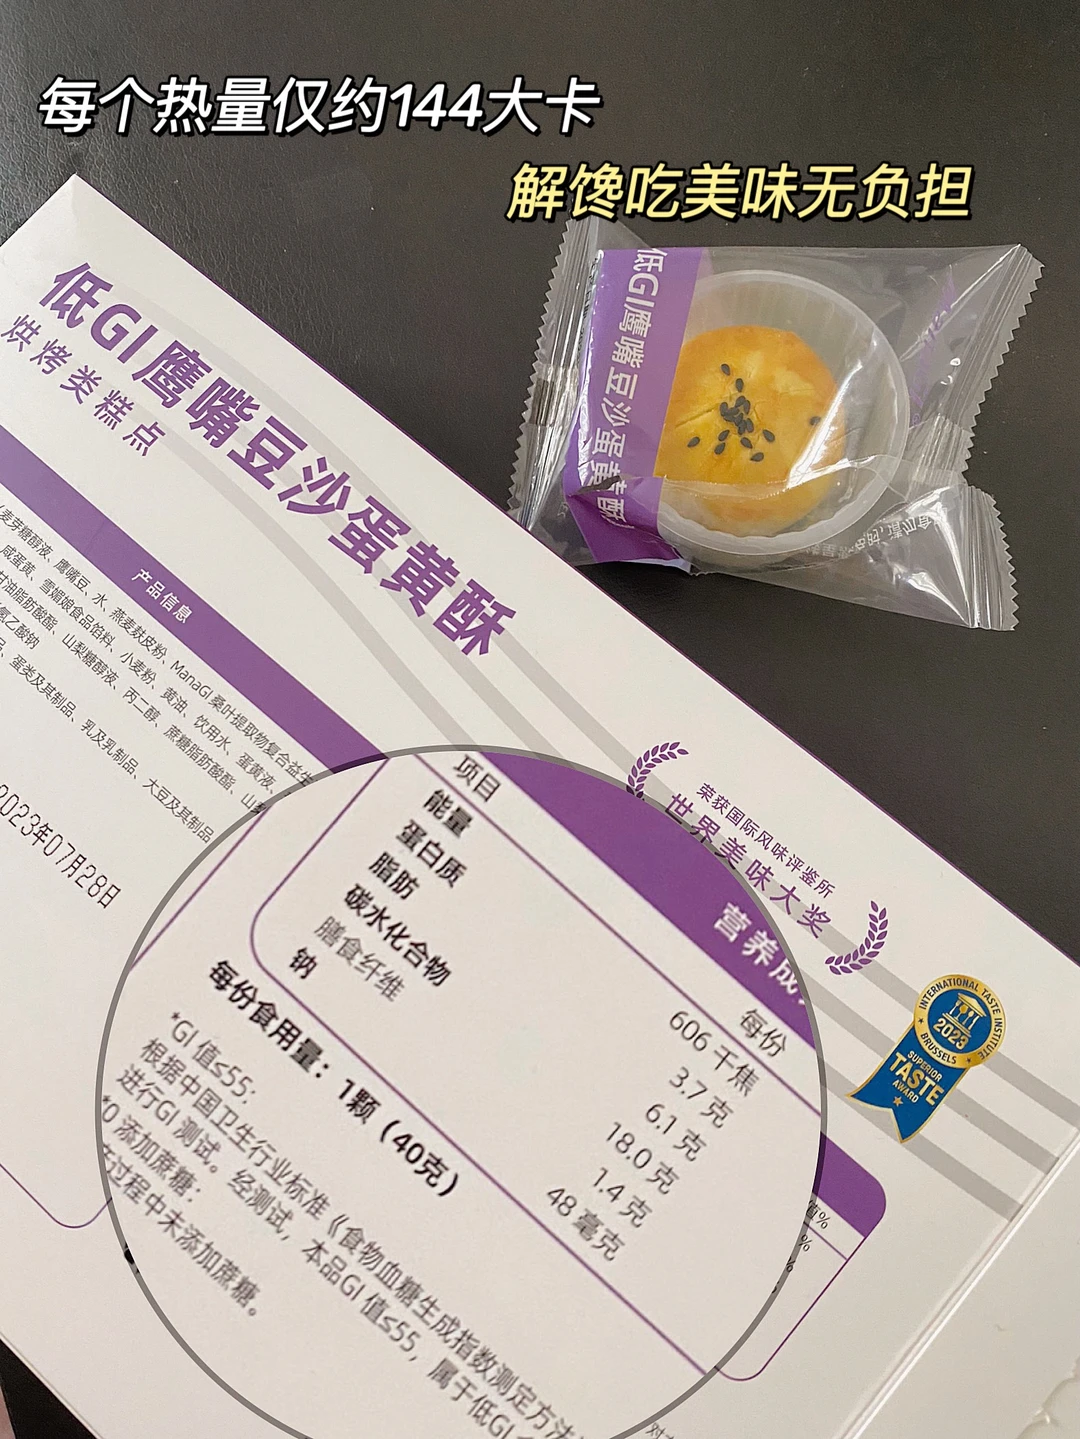 每个热量仅约144大卡
解馋吃美味无负担
低GI鹰嘴豆沙蛋黄酥
烘烤类糕点
低GI鹰嘴豆沙蛋黄酥
产品信息
麦芽糖醇液、鹰嘴豆、水、燕麦麸皮粉、ManaGI桑叶提取物复合益生
咸蛋黄、雪媚娘食品馅料、小麦粉、黄油、饮用水、蛋黄液、
甘油脂肪酸酯、山梨糖醇液、丙二醇、蔗糖脂肪酸酯、山梨
氢乙酸钠
品、蛋类及其制品、乳及乳制品、大豆及其制品
2023年07月28日
荣获国际风味评鉴所
世界美味大奖
INTERNATIONAL TASTE INSTITUTE
2023
BRUSSELS
SUPERIOR
TASTE
AWARD
营养成
项目 每份
能量 606 千焦
蛋白质 3.7 克
脂肪 6.1 克
碳水化合物 18.0 克
膳食纤维 1.4 克
钠 48 毫克
每份食用量：1颗（40克）
*GI 值≤55：
根据中国卫生行业标准《食物血糖生成指数测定方法
进行GI 测试。经测试，本品GI 值≤55，属于低GI
*0 添加蔗糖：
过程中未添加蔗糖。